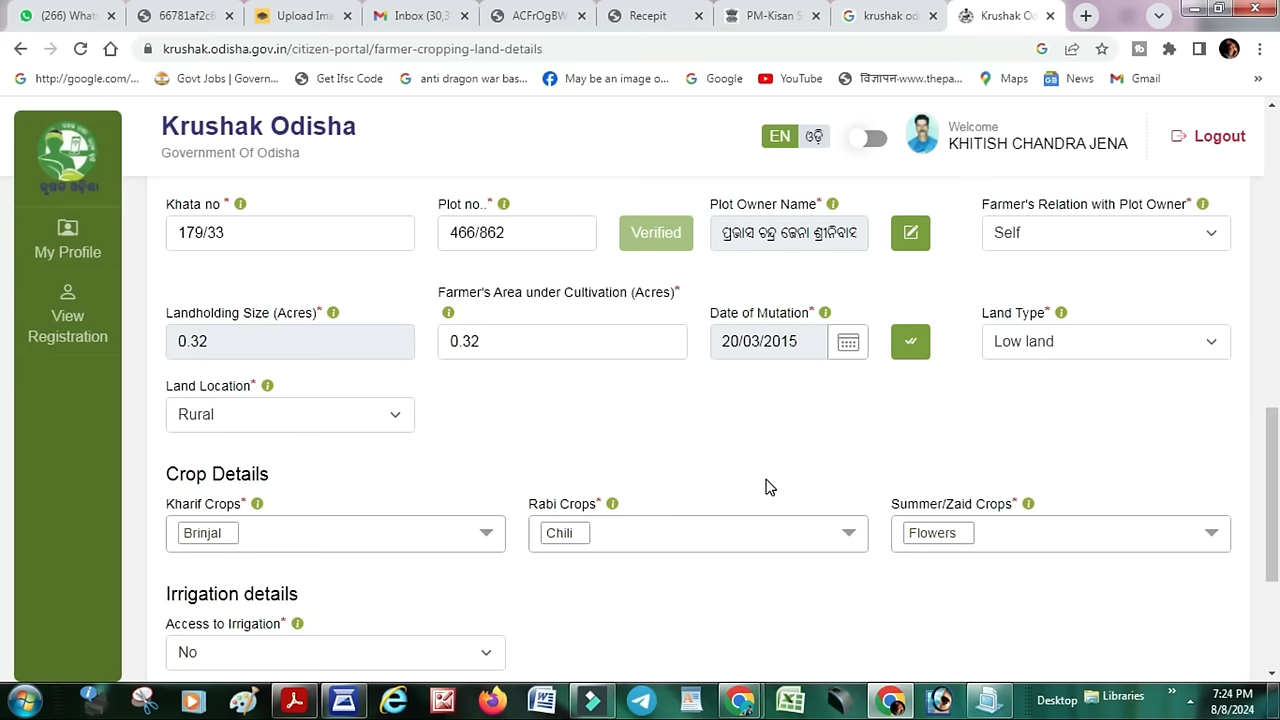 (266) What
66781af2c8
Upload Ima
Inbox (30,3
ACFrOgBV
Recepit
PM-Kisan S
krushak od
Krushak Od
krushak.odisha.gov.in/citizen-portal/farmer-cropping-land-details
http://google.com/...
Govt Jobs | Govern...
Get Ifsc Code
anti dragon war bas...
May be an image o...
Google
YouTube
विज्ञापन-www.thepa...
Maps
News
Gmail
»
କୃଷକ ଓଡ଼ିଶା
Krushak Odisha
Government Of Odisha
EN ଓଡ଼ି
Welcome
KHITISH CHANDRA JENA
Logout
My Profile
View
Registration
Khata no *
Plot no..*
Plot Owner Name*
Farmer's Relation with Plot Owner*
179/33
466/862
Verified
ପ୍ରଭାସ ଚନ୍ଦ୍ର ଜେନା ଶ୍ରୀନିବାସ
Self
Farmer's Area under Cultivation (Acres)*
Landholding Size (Acres)*
Date of Mutation*
Land Type*
0.32
0.32
20/03/2015
Low land
Land Location*
Rural
Crop Details
Kharif Crops*
Rabi Crops*
Summer/Zaid Crops*
Brinjal
Chili
Flowers
Irrigation details
Access to Irrigation*
No
Desktop
Libraries
»
7:24 PM
8/8/2024